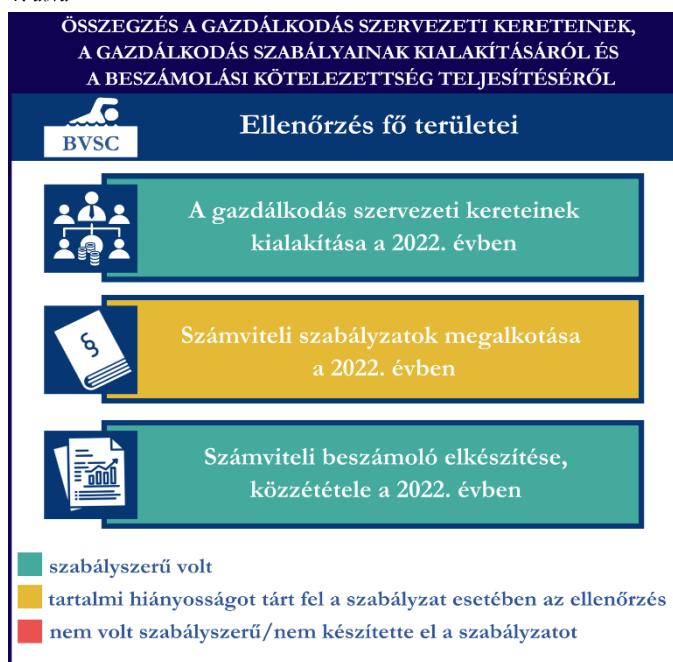 ÖSSZEGZÉS A GAZDÁLKODÁS SZERVEZETI KERETEINEK,
A GAZDÁLKODÁS SZABÁLYAINAK KIALAKÍTÁSÁRÓL ÉS
A BESZÁMOLÁSI KÖTELEZETTSÉG TELJESÍTÉSÉRŐL
BVSC
Ellenőrzés fő területei
A gazdálkodás szervezeti kereteinek
kialakítása a 2022. évben
§
Számviteli szabályzatok megalkotása
a 2022. évben
Számviteli beszámoló elkészítése,
közzététele a 2022. évben
szabályszerű volt
tartalmi hiányosságot tárt fel a szabályzat esetében az ellenőrzés
nem volt szabályszerű/nem készítette el a szabályzatot